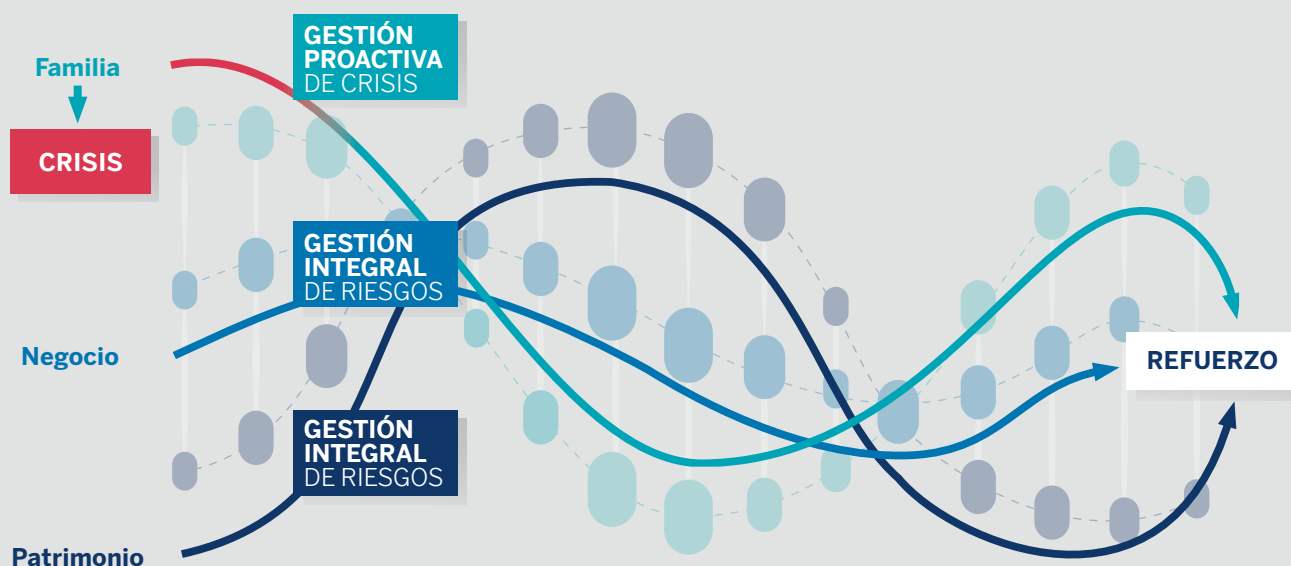 Familia
CRISIS
GESTIÓN
PROACTIVA
DE CRISIS
Negocio
GESTIÓN
INTEGRAL
DE RIESGOS
Patrimonio
GESTIÓN
INTEGRAL
DE RIESGOS
REFUERZO